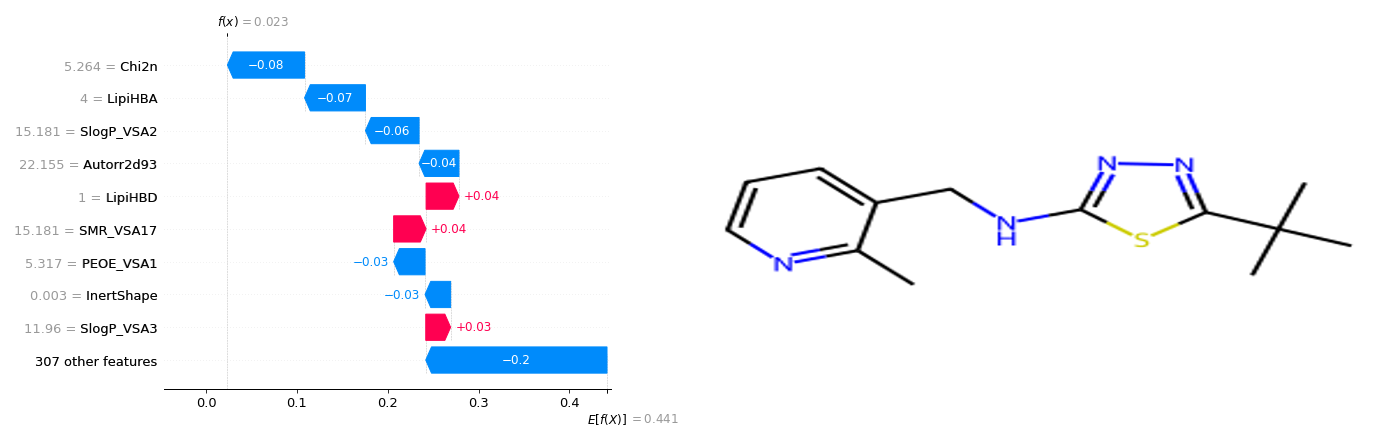 f(x) = 0.023
5.264 = Chi2n −0.08
4 = LipiHBA −0.07
15.181 = SlogP_VSA2 −0.06
22.155 = Autorr2d93 −0.04
1 = LipiHBD +0.04
15.181 = SMR_VSA17 +0.04
5.317 = PEOE_VSA1 −0.03
0.003 = InertShape −0.03
11.96 = SlogP_VSA3 +0.03
307 other features −0.2
0.0 0.1 0.2 0.3 0.4
E[f(X)] = 0.441
N N
N
H
S
N